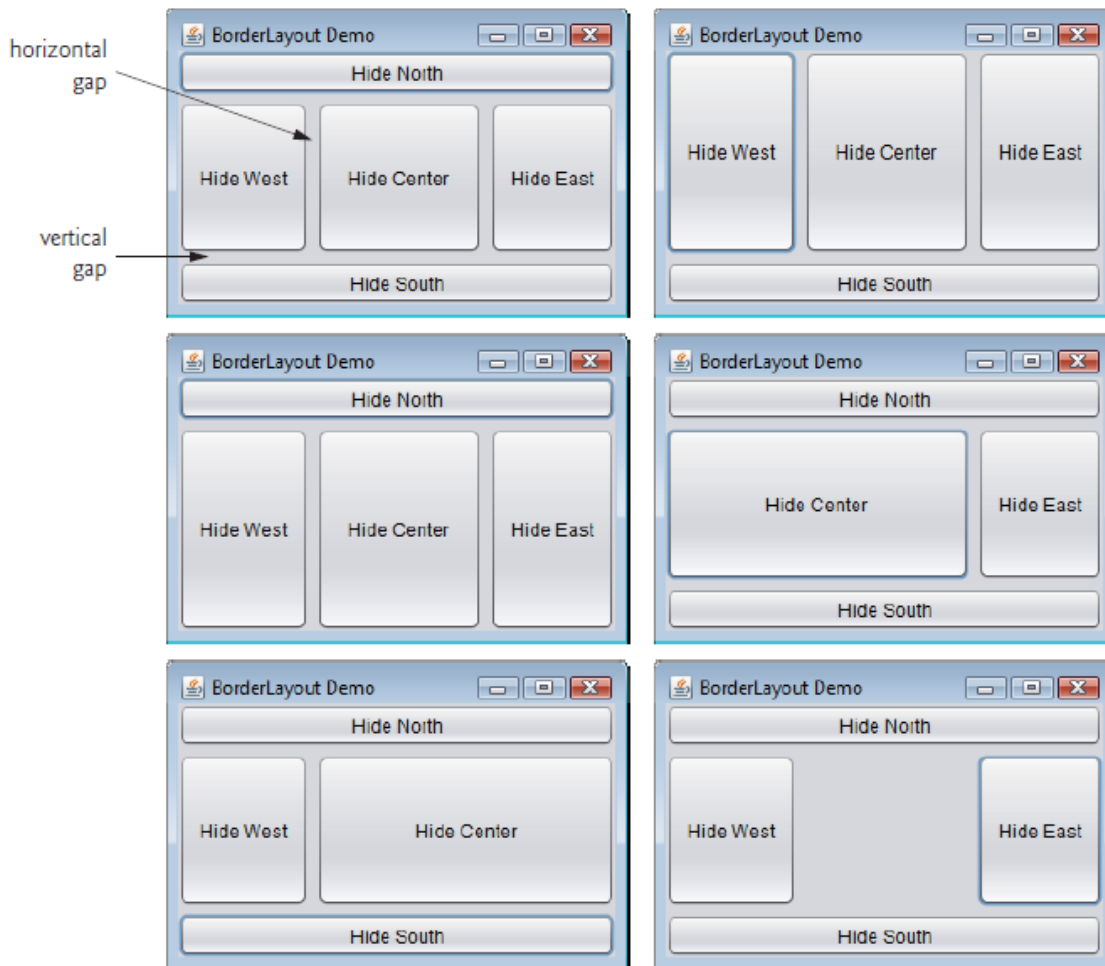 horizontal
gap
vertical
gap
BorderLayout Demo
Hide North
Hide West
Hide Center
Hide East
Hide South
BorderLayout Demo
Hide West
Hide Center
Hide East
Hide South
BorderLayout Demo
Hide North
Hide West
Hide Center
Hide East
BorderLayout Demo
Hide North
Hide Center
Hide East
Hide South
BorderLayout Demo
Hide North
Hide West
Hide Center
Hide South
BorderLayout Demo
Hide North
Hide West
Hide East
Hide South